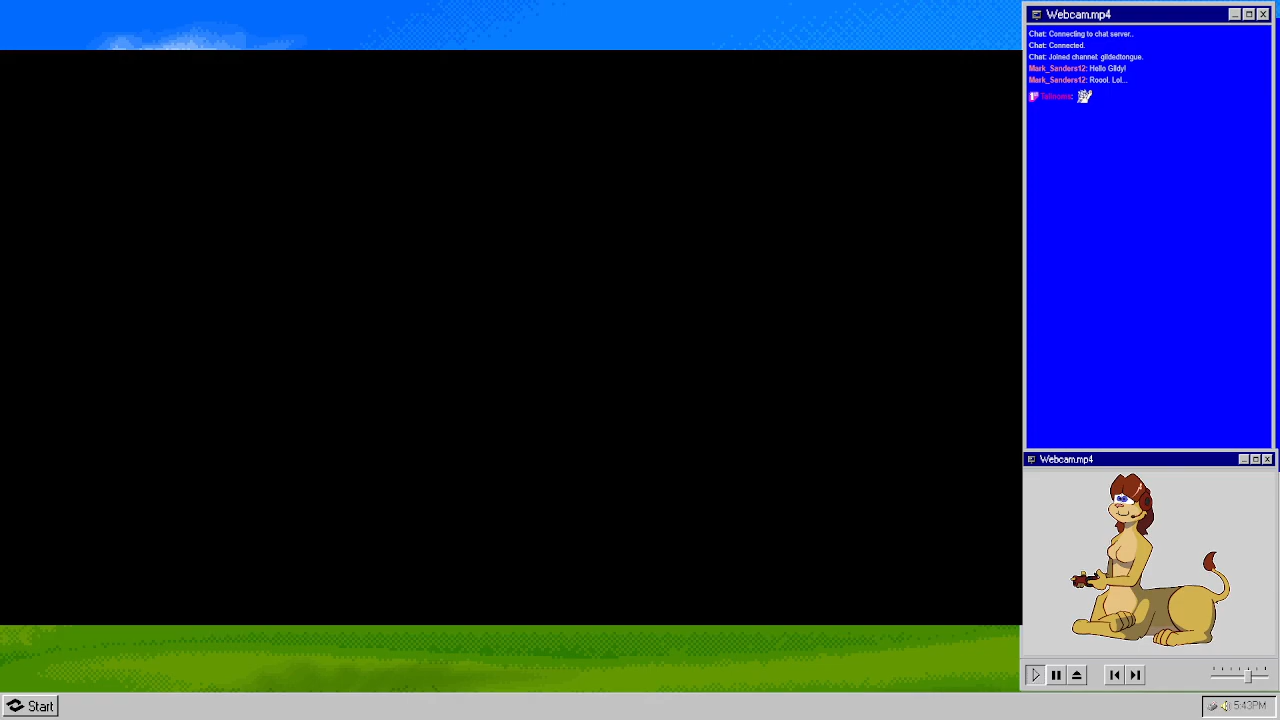 Webcam.mp4
Chat: Connecting to chat server..
Chat: Connected.
Chat: Joined channel: gildedtongue.
Mark_Sanders12: Hello Gildy!
Mark_Sanders12: Roool. Lol...
Webcam.mp4
Start
5:43PM